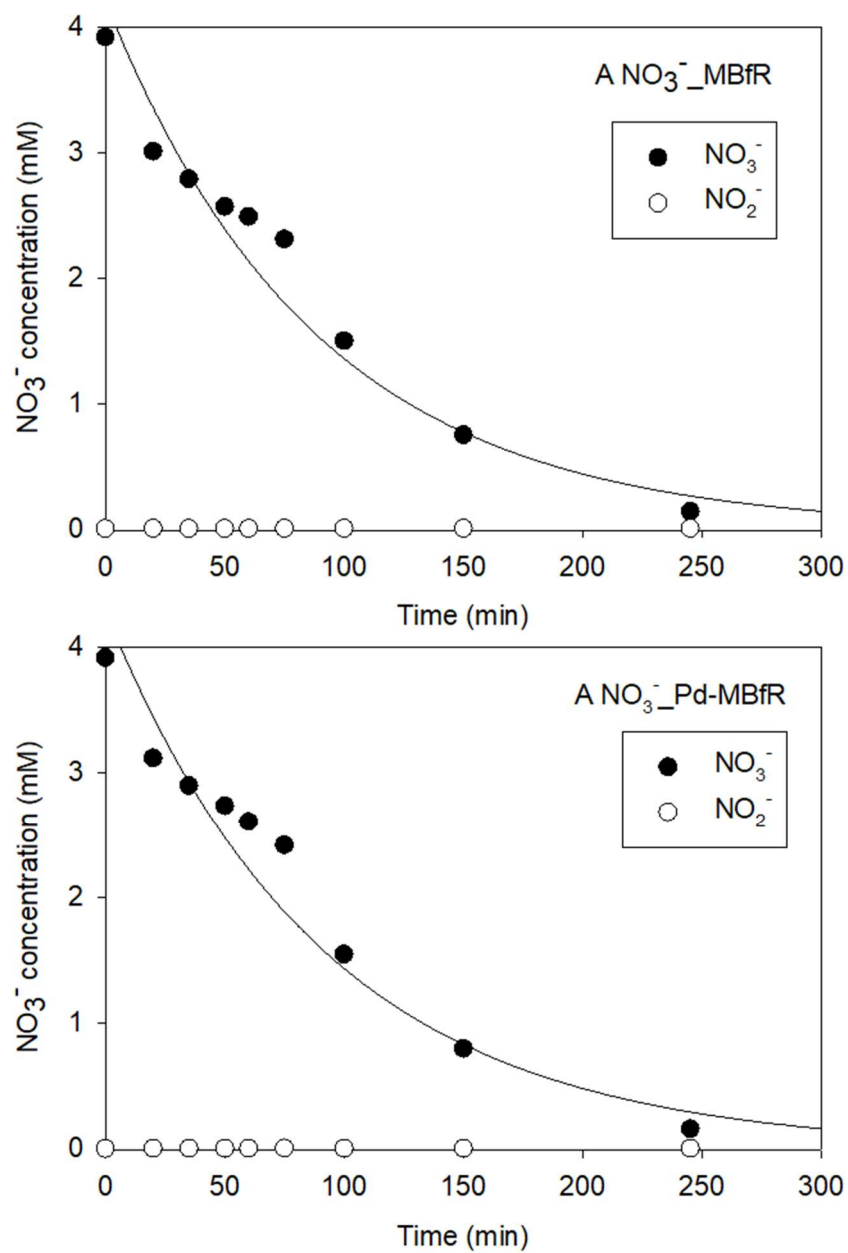 4
3
2
1
0
NO₃⁻ concentration (mM)
A NO₃⁻_MBfR
NO₃⁻
NO₂⁻
0 50 100 150 200 250 300
Time (min)
4
3
2
1
0
NO₃⁻ concentration (mM)
A NO₃⁻_Pd-MBfR
NO₃⁻
NO₂⁻
0 50 100 150 200 250 300
Time (min)